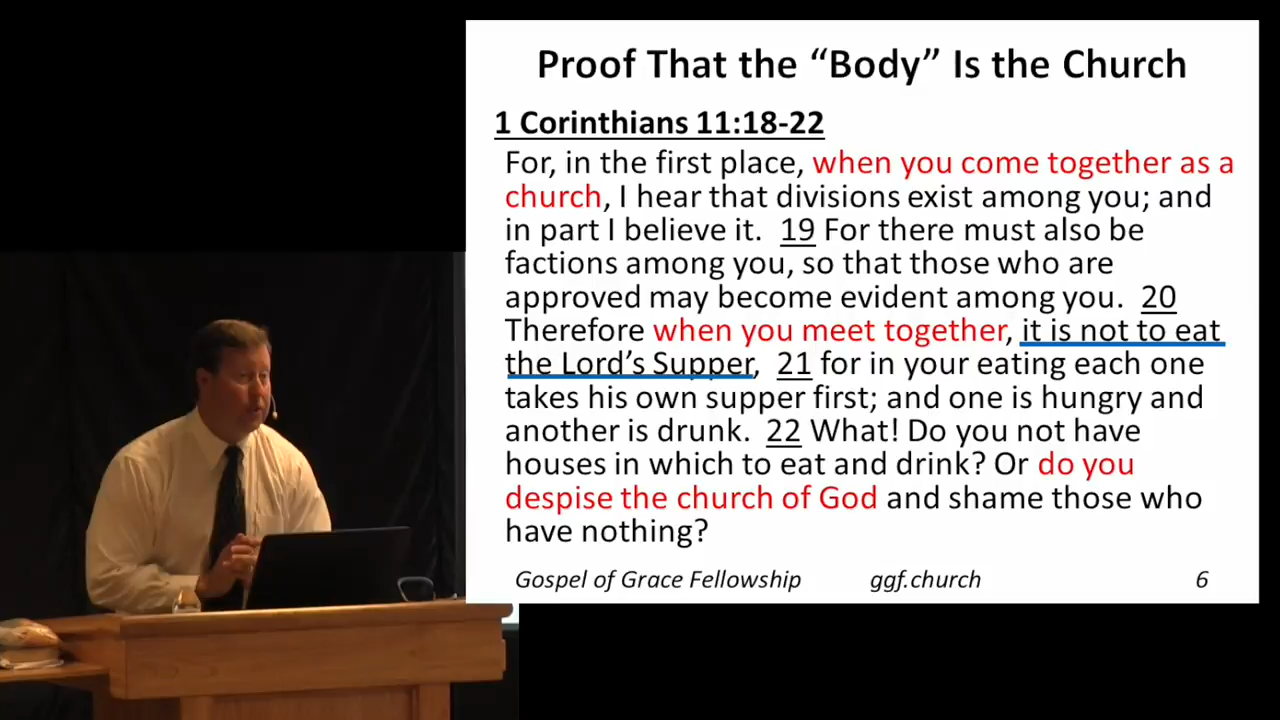 Proof That the “Body” Is the Church
1 Corinthians 11:18-22
For, in the first place, when you come together as a
church, I hear that divisions exist among you; and
in part I believe it. 19 For there must also be
factions among you, so that those who are
approved may become evident among you. 20
Therefore when you meet together, it is not to eat
the Lord’s Supper, 21 for in your eating each one
takes his own supper first; and one is hungry and
another is drunk. 22 What! Do you not have
houses in which to eat and drink? Or do you
despise the church of God and shame those who
have nothing?
Gospel of Grace Fellowship ggf.church 6